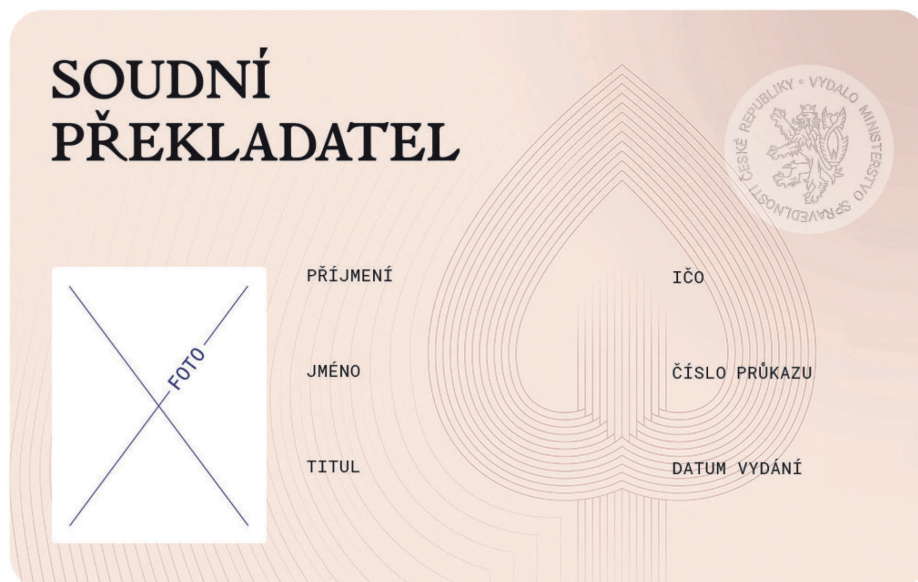 SOUDNÍ
PŘEKLADATEL
VYDALO MINISTERSTVO SPRAVEDLNOSTI ČESKÉ REPUBLIKY •
FOTO
PŘÍJMENÍ
IČO
JMÉNO
ČÍSLO PRŮKAZU
TITUL
DATUM VYDÁNÍ